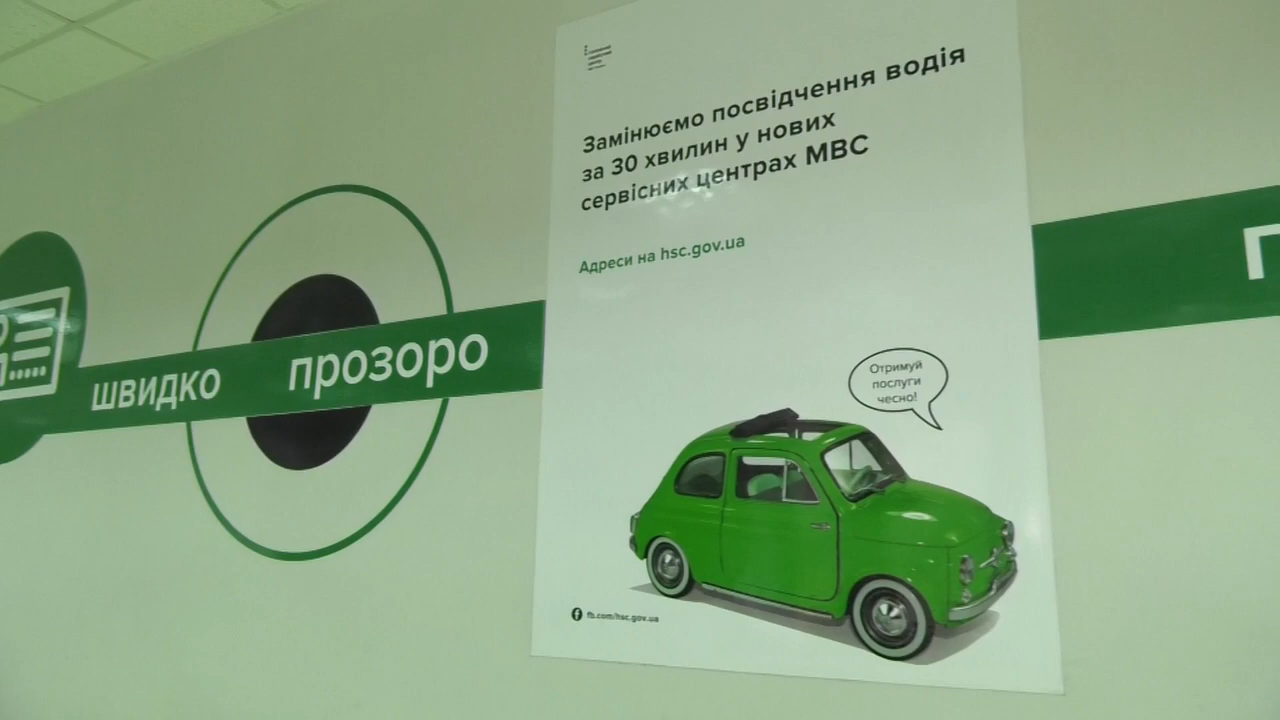 швидко
прозоро
Замінюємо посвідчення водія
за 30 хвилин у нових
сервісних центрах МВС
Адреси на hsc.gov.ua
Отримуй
послуги
чесно!
fb.com/hsc.gov.ua